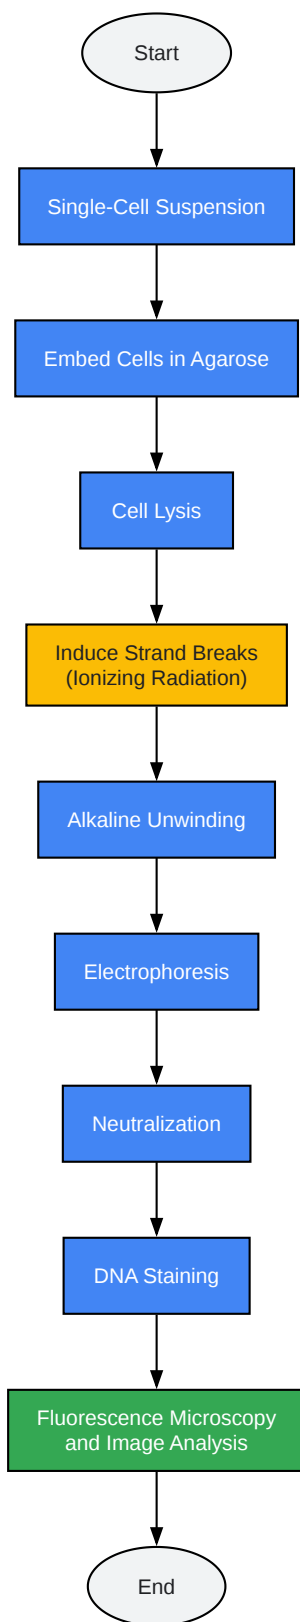 Start
Single-Cell Suspension
Embed Cells in Agarose
Cell Lysis
Induce Strand Breaks
(Ionizing Radiation)
Alkaline Unwinding
Electrophoresis
Neutralization
DNA Staining
Fluorescence Microscopy
and Image Analysis
End